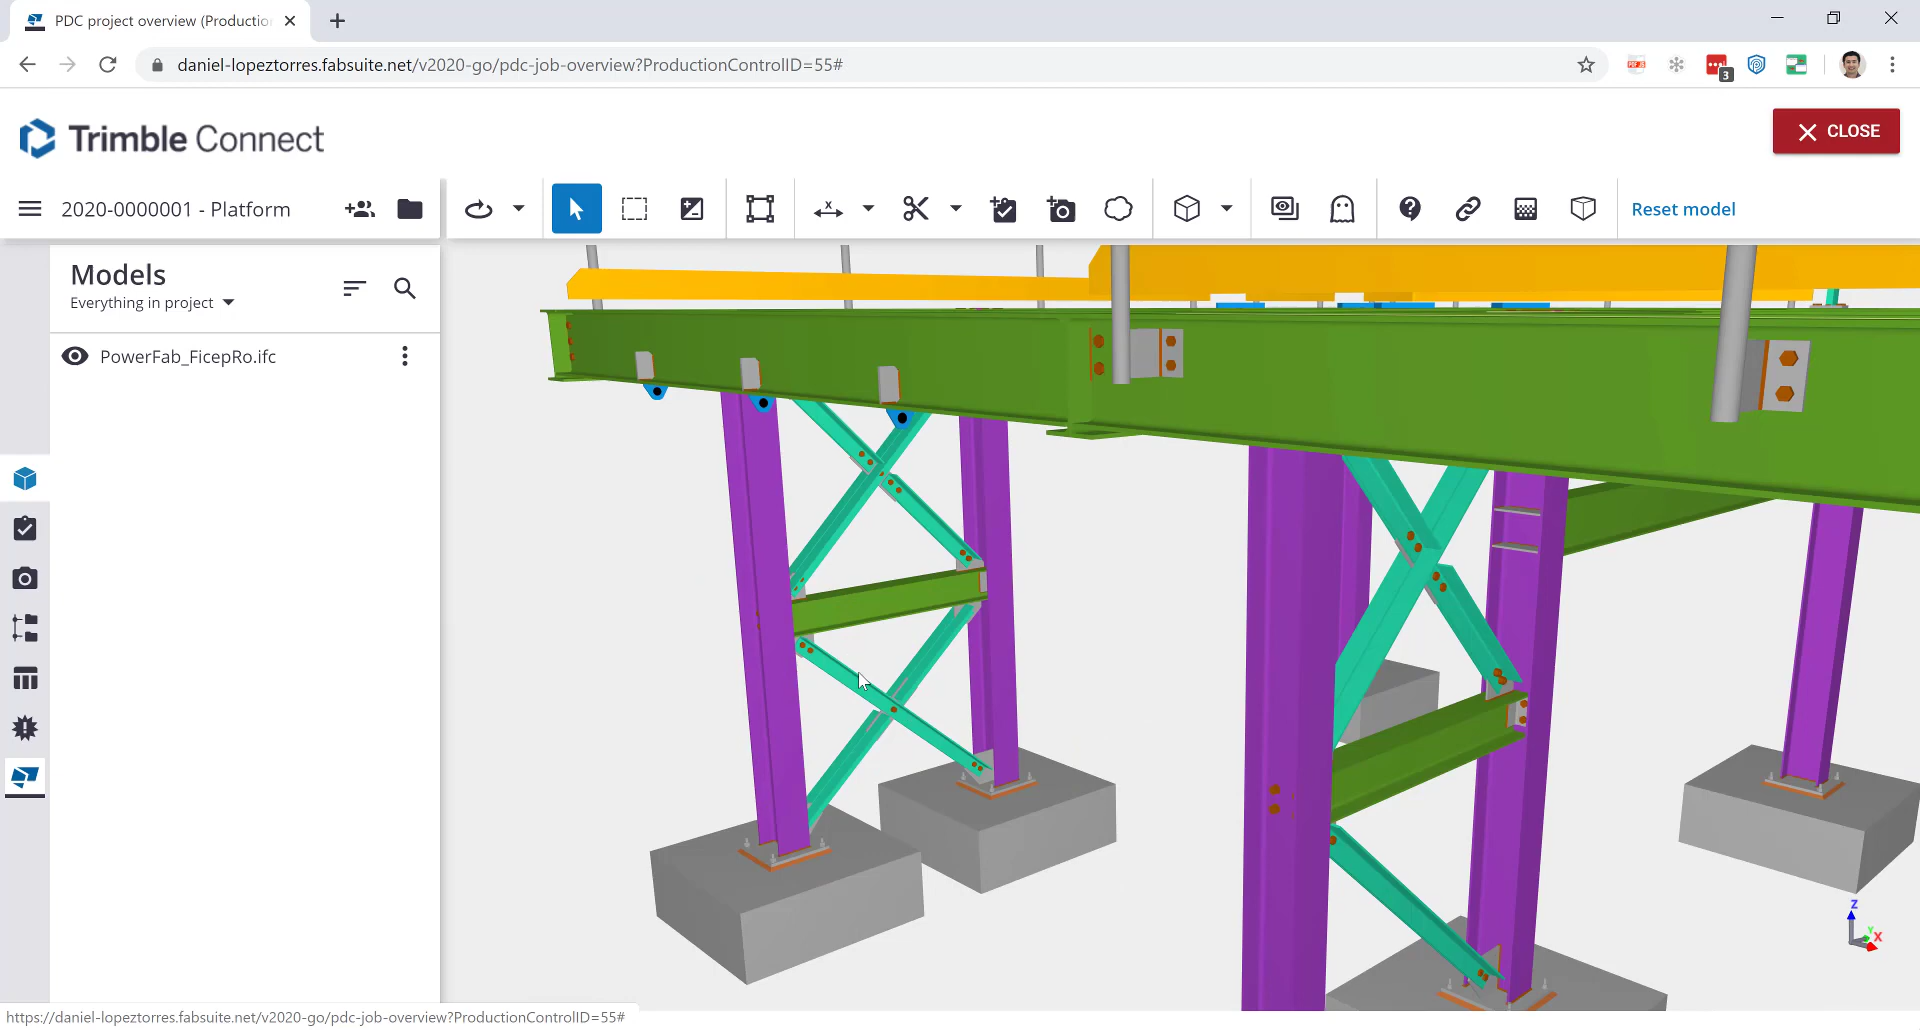 PDC project overview (Productio
daniel-lopeztorres.fabsuite.net/v2020-go/pdc-job-overview?ProductionControlID=55#
3
Trimble Connect
CLOSE
2020-0000001 - Platform
x
Reset model
Models
Everything in project
PowerFab_FicepRo.ifc
Z
Y
X
https://daniel-lopeztorres.fabsuite.net/v2020-go/pdc-job-overview?ProductionControlID=55#